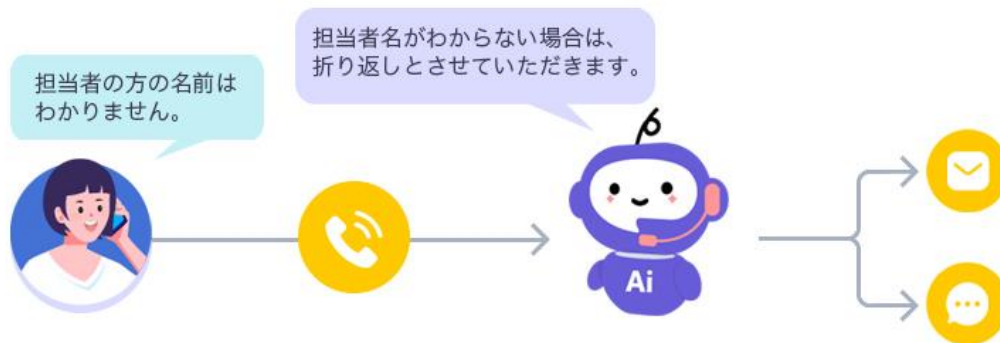 担当者名がわからない場合は、
折り返しとさせていただきます。
担当者の方の名前は
わかりません。
Ai